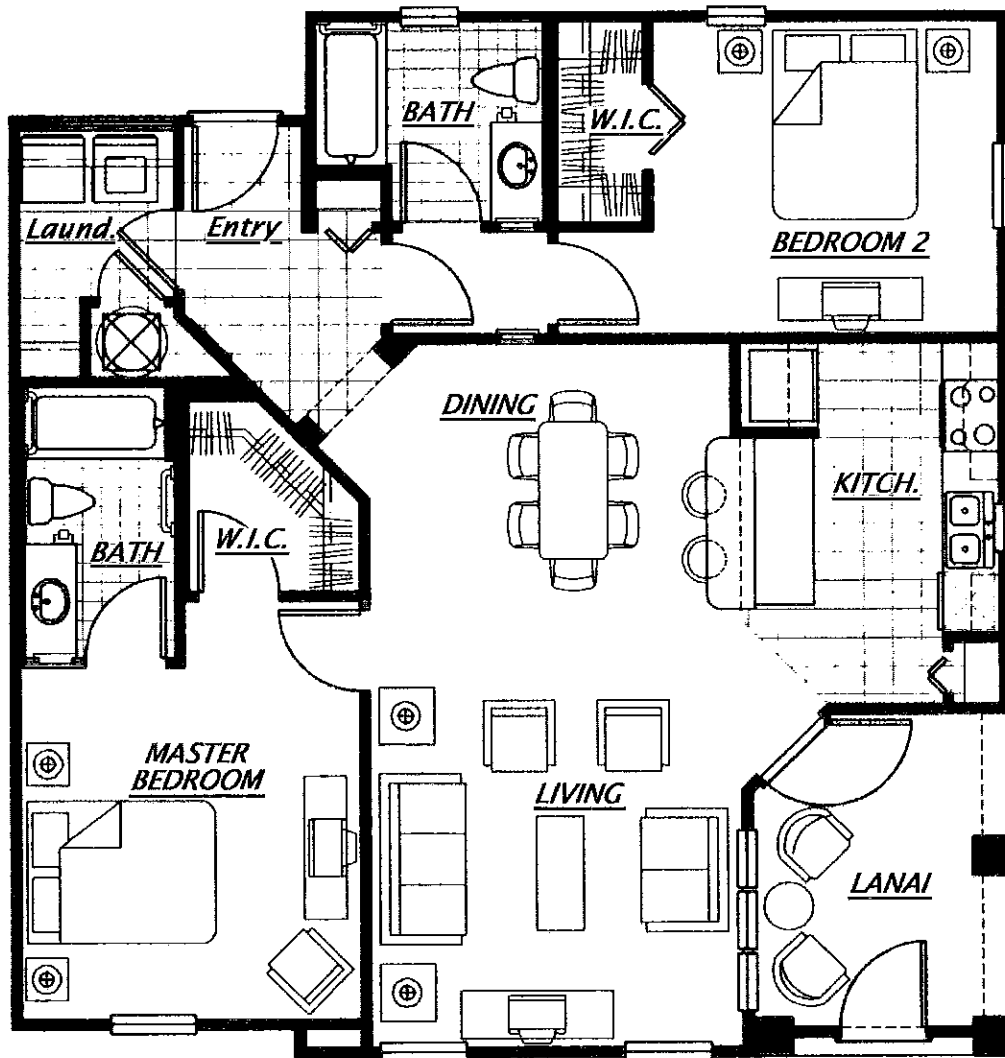 BATH
W.I.C.
Laund.
Entry
BEDROOM 2
DINING
KITCH.
W.I.C.
BATH
MASTER
BEDROOM
LIVING
LANAI